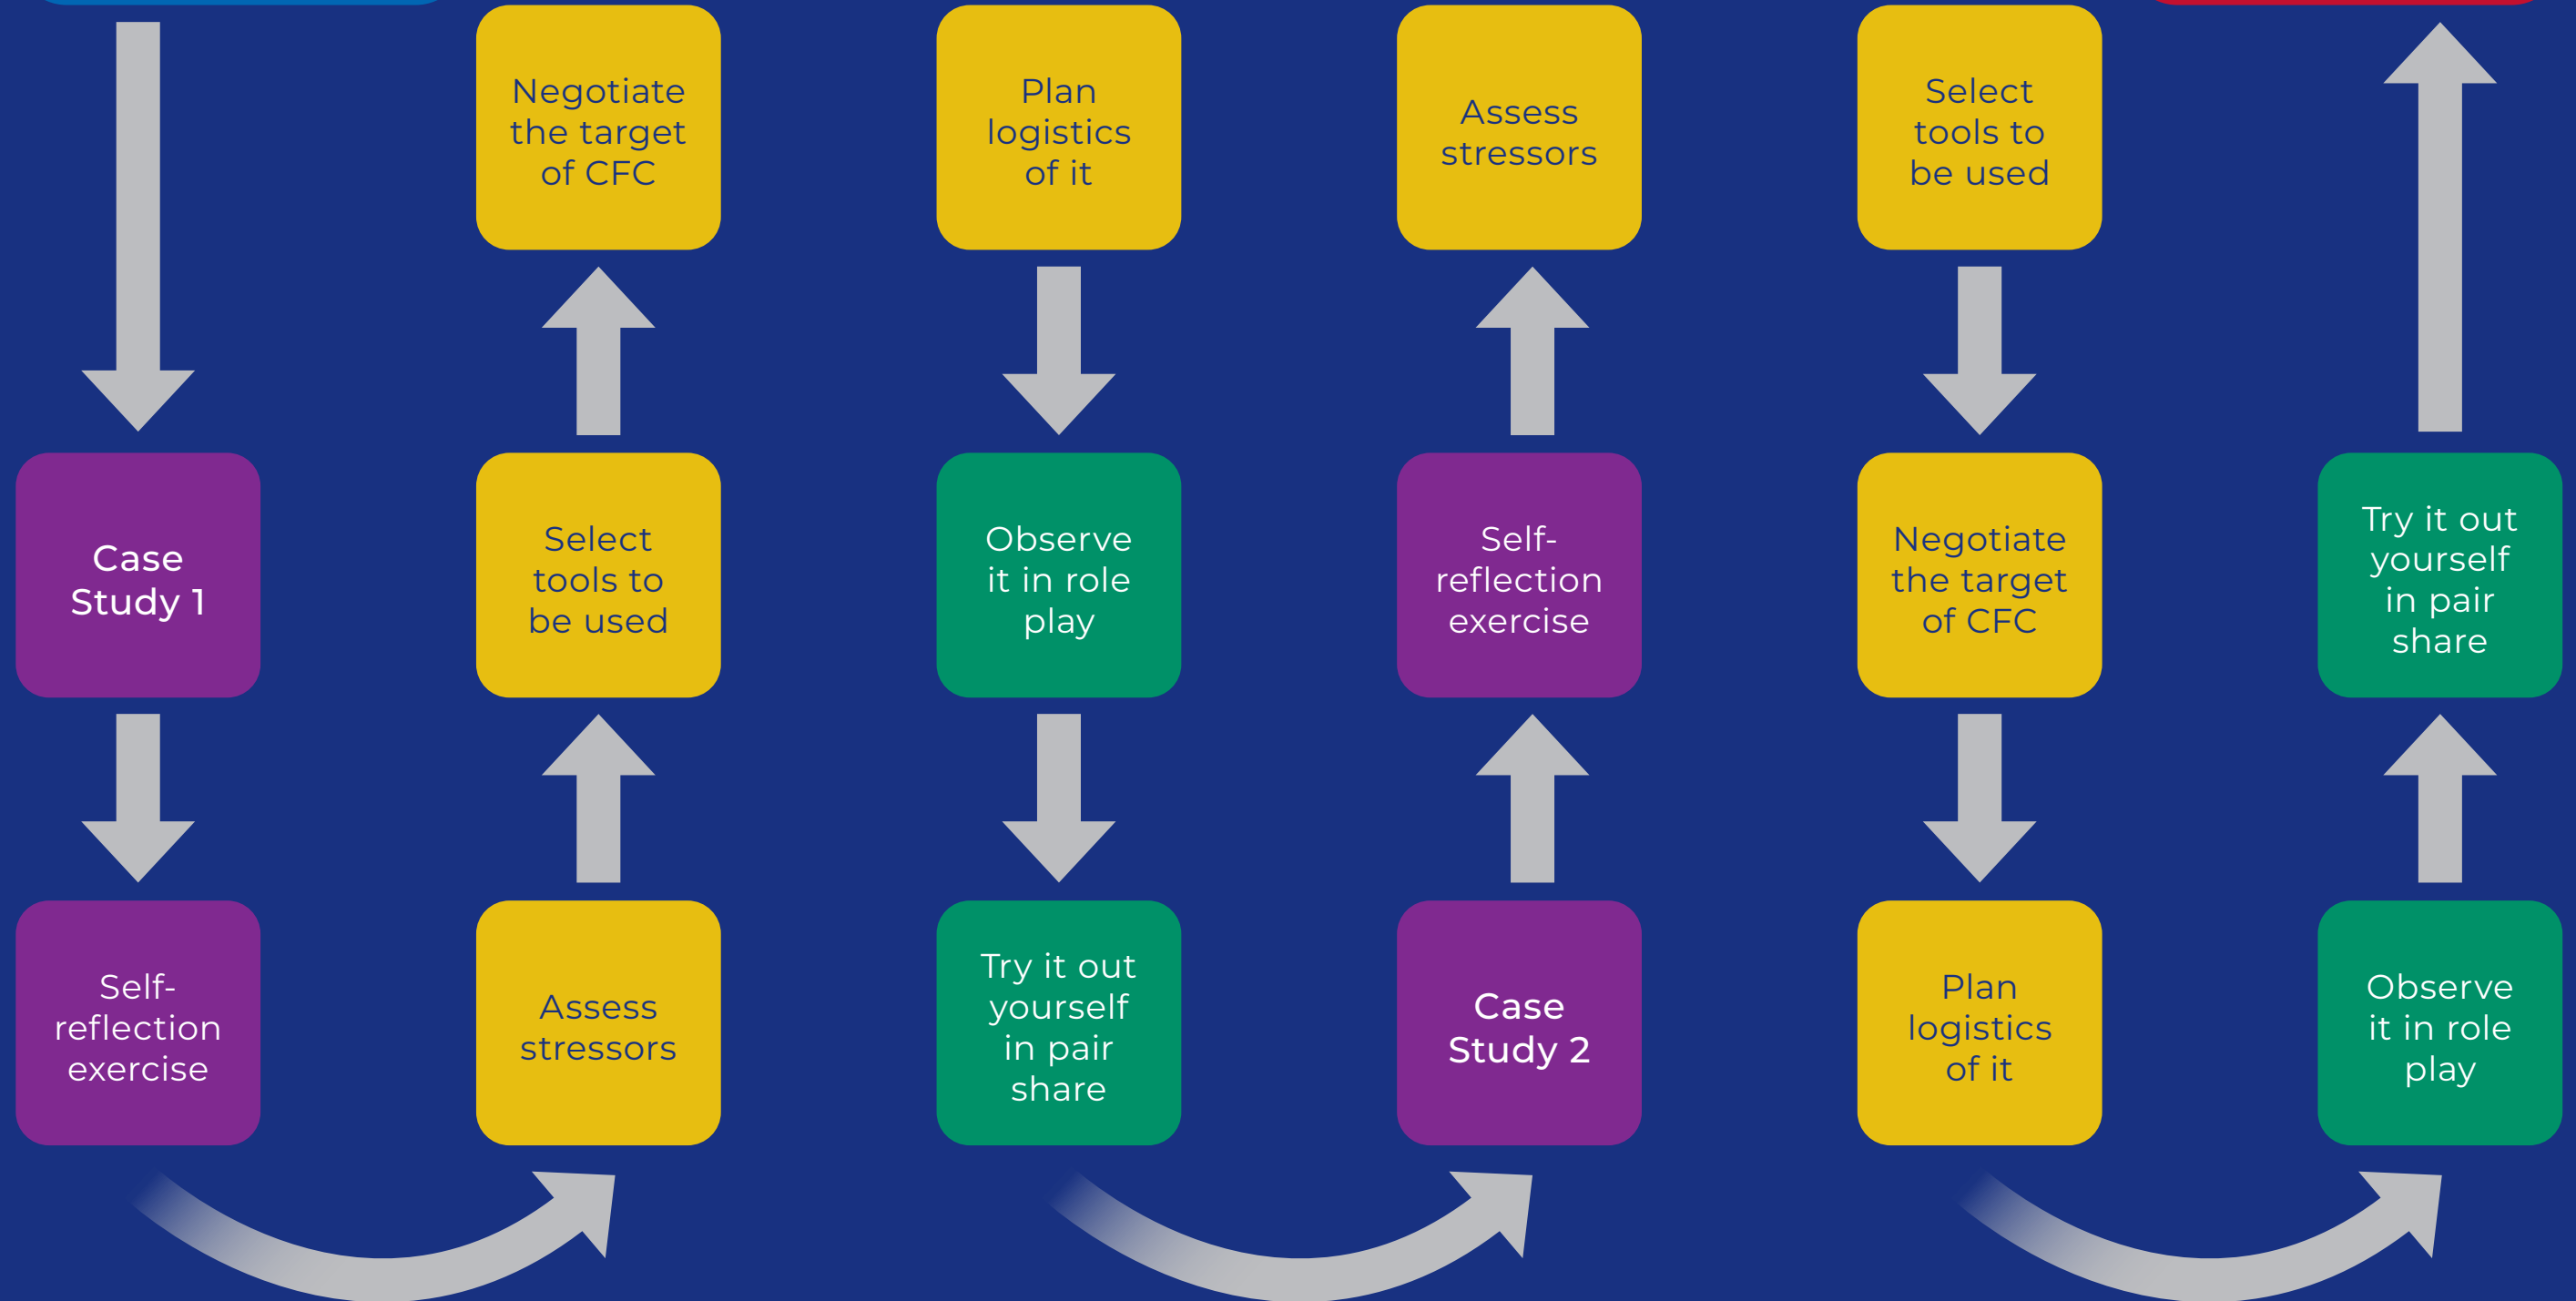 Case
Study 1
Self-
reflection
exercise
Assess
stressors
Select
tools to
be used
Negotiate
the target
of CFC
Plan
logistics
of it
Observe
it in role
play
Try it out
yourself
in pair
share
Case
Study 2
Self-
reflection
exercise
Assess
stressors
Select
tools to
be used
Negotiate
the target
of CFC
Plan
logistics
of it
Observe
it in role
play
Try it out
yourself
in pair
share